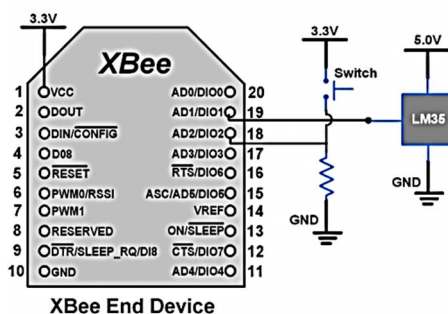 3.3V
XBee
1 VCC AD0/DIO0 20
2 DOUT AD1/DIO1 19
3 DIN/CONFIG AD2/DIO2 18
4 D08 AD3/DIO3 17
5 RESET RTS/DIO6 16
6 PWM0/RSSI ASC/AD5/DIO5 15
7 PWM1 VREF 14
8 RESERVED ON/SLEEP 13
9 DTR/SLEEP_RQ/DI8 CTS/DIO7 12
10 GND AD4/DIO4 11
XBee End Device
3.3V
Switch
GND
5.0V
LM35
GND